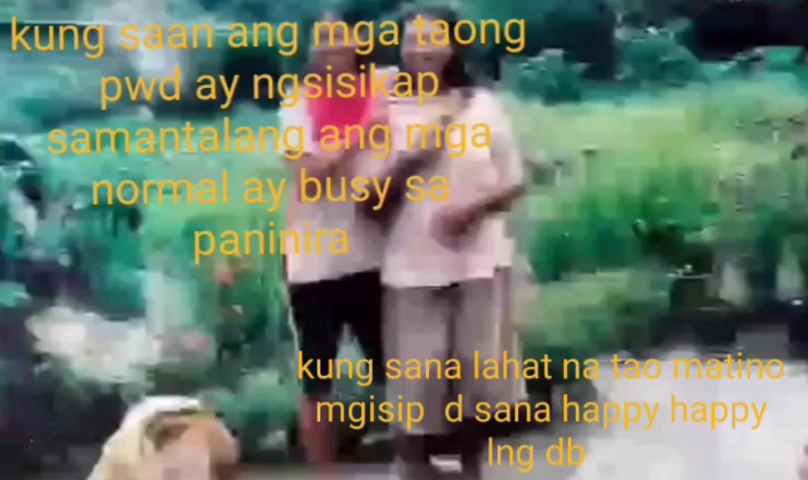 kung saan ang mga taong
pwd ay ngsisikap
samantalang ang mga
normal ay busy sa
paninira
kung sana lahat na tao matino
mgisip d sana happy happy
lng db